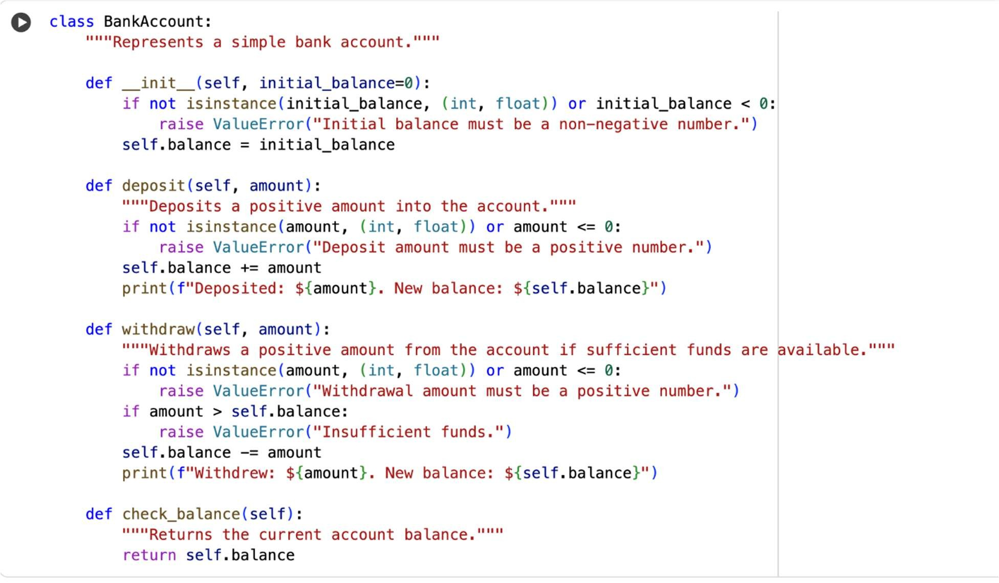 class BankAccount:
    """Represents a simple bank account."""

    def __init__(self, initial_balance=0):
        if not isinstance(initial_balance, (int, float)) or initial_balance < 0:
            raise ValueError("Initial balance must be a non-negative number.")
        self.balance = initial_balance

    def deposit(self, amount):
        """Deposits a positive amount into the account."""
        if not isinstance(amount, (int, float)) or amount <= 0:
            raise ValueError("Deposit amount must be a positive number.")
        self.balance += amount
        print(f"Deposited: ${amount}. New balance: ${self.balance}")

    def withdraw(self, amount):
        """Withdraws a positive amount from the account if sufficient funds are available."""
        if not isinstance(amount, (int, float)) or amount <= 0:
            raise ValueError("Withdrawal amount must be a positive number.")
        if amount > self.balance:
            raise ValueError("Insufficient funds.")
        self.balance -= amount
        print(f"Withdrew: ${amount}. New balance: ${self.balance}")

    def check_balance(self):
        """Returns the current account balance."""
        return self.balance